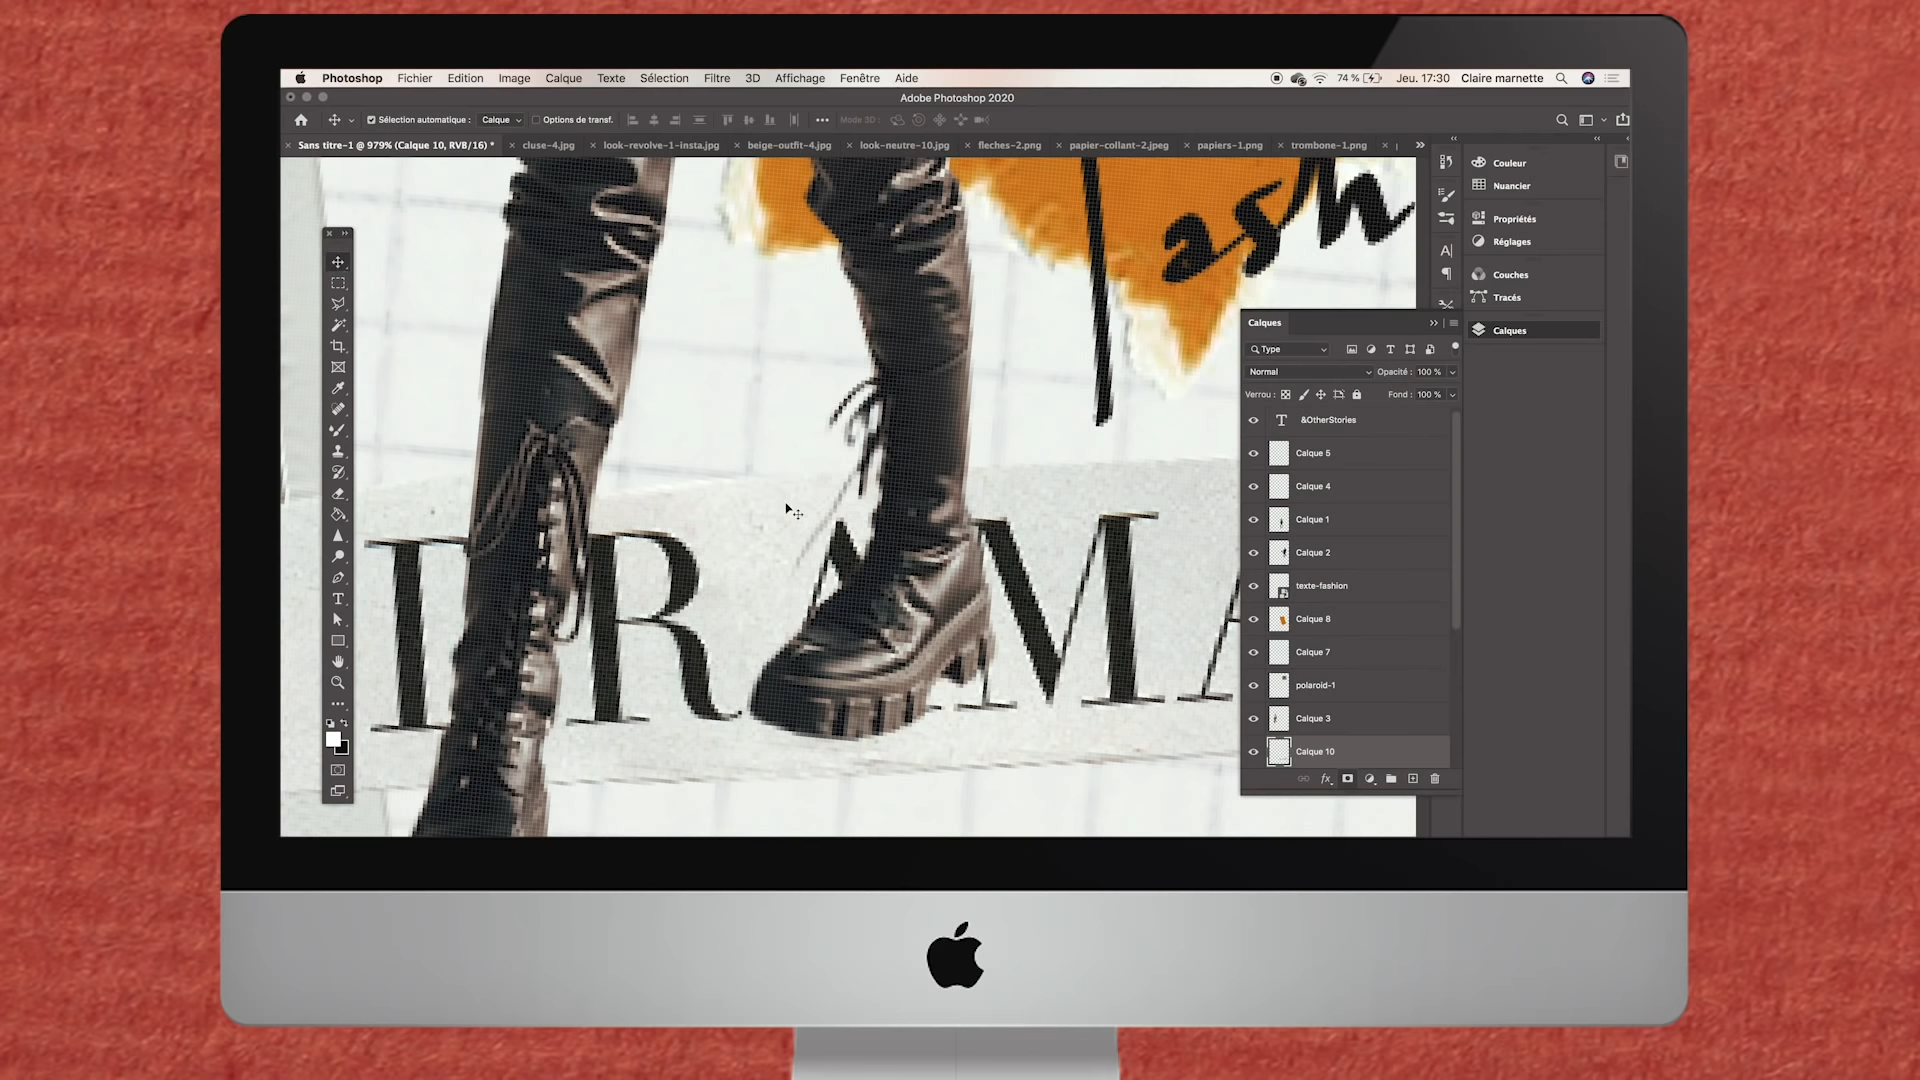 Photoshop Fichier Edition Image Calque Texte Sélection Filtre 3D Affichage Fenêtre Aide 74 % Jeu. 17:30 Claire marnette
Adobe Photoshop 2020
Sélection automatique : Calque Options de transf. Mode 3D :
Sans titre-1 @ 979% (Calque 10, RVB/16) * cluse-4.jpg look-revolve-1-insta.jpg beige-outfit-4.jpg look-neutre-10.jpg fleches-2.png papier-collant-2.jpeg papiers-1.png trombone-1.png
Couleur
Nuancier
Propriétés
Réglages
Couches
Tracés
Calques
ash
RAMA
Calques
Type
Normal Opacité : 100 %
Verrou : Fond : 100 %
&OtherStories
Calque 5
Calque 4
Calque 1
Calque 2
texte-fashion
Calque 8
Calque 7
polaroid-1
Calque 3
Calque 10